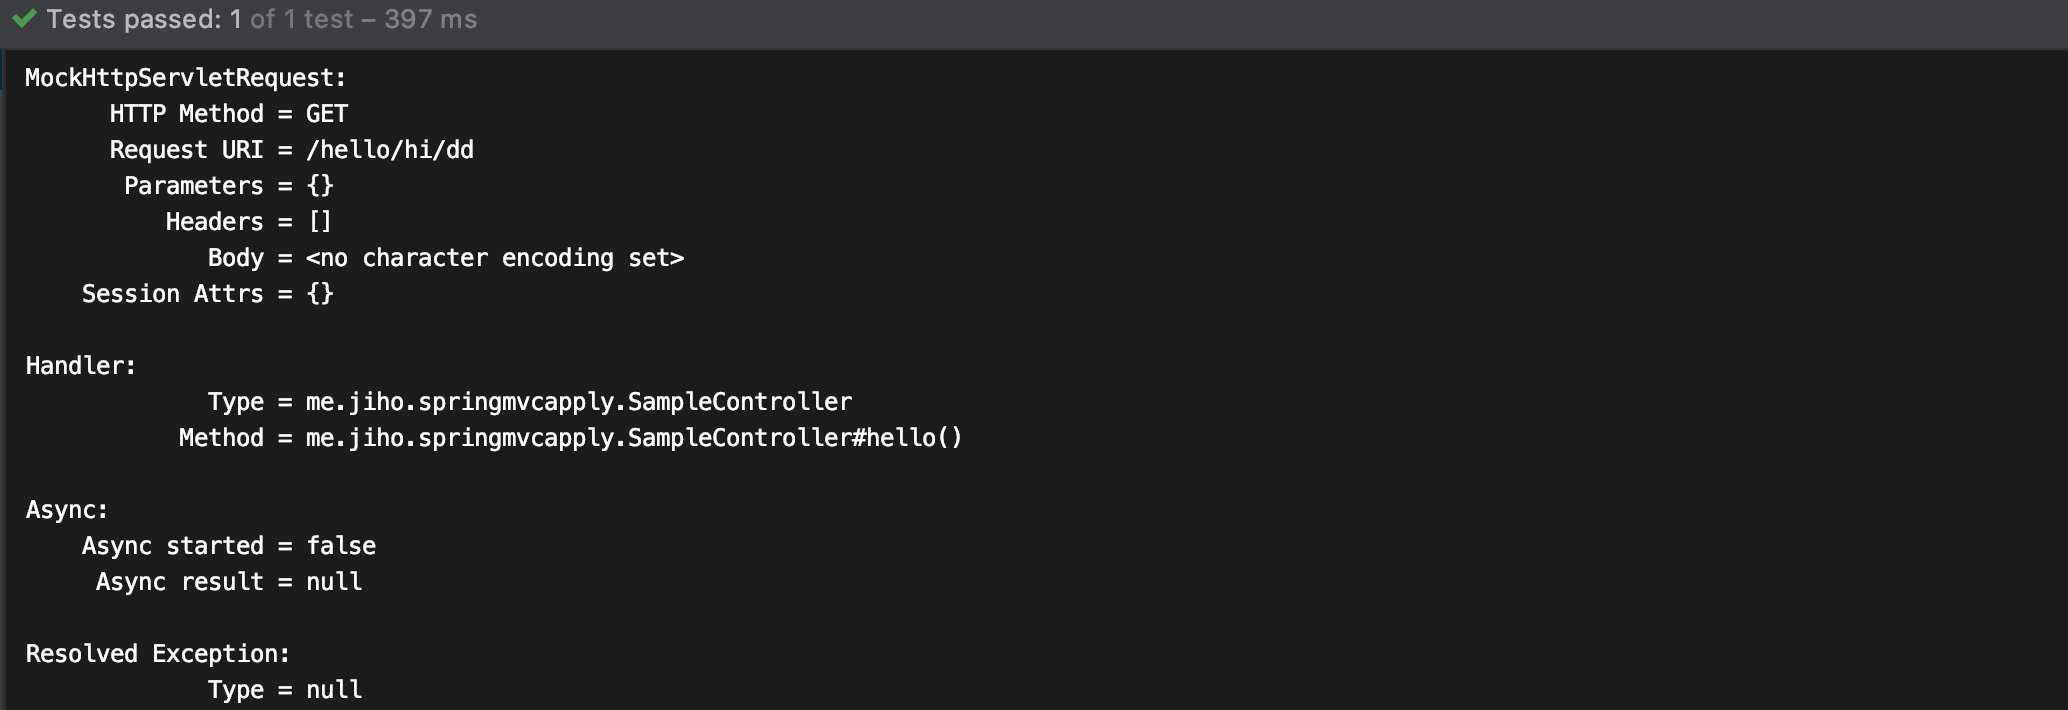 Tests passed: 1 of 1 test – 397 ms
MockHttpServletRequest:
HTTP Method = GET
Request URI = /hello/hi/dd
Parameters = {}
Headers = []
Body = <no character encoding set>
Session Attrs = {}
Handler:
Type = me.jiho.springmvcapply.SampleController
Method = me.jiho.springmvcapply.SampleController#hello()
Async:
Async started = false
Async result = null
Resolved Exception:
Type = null